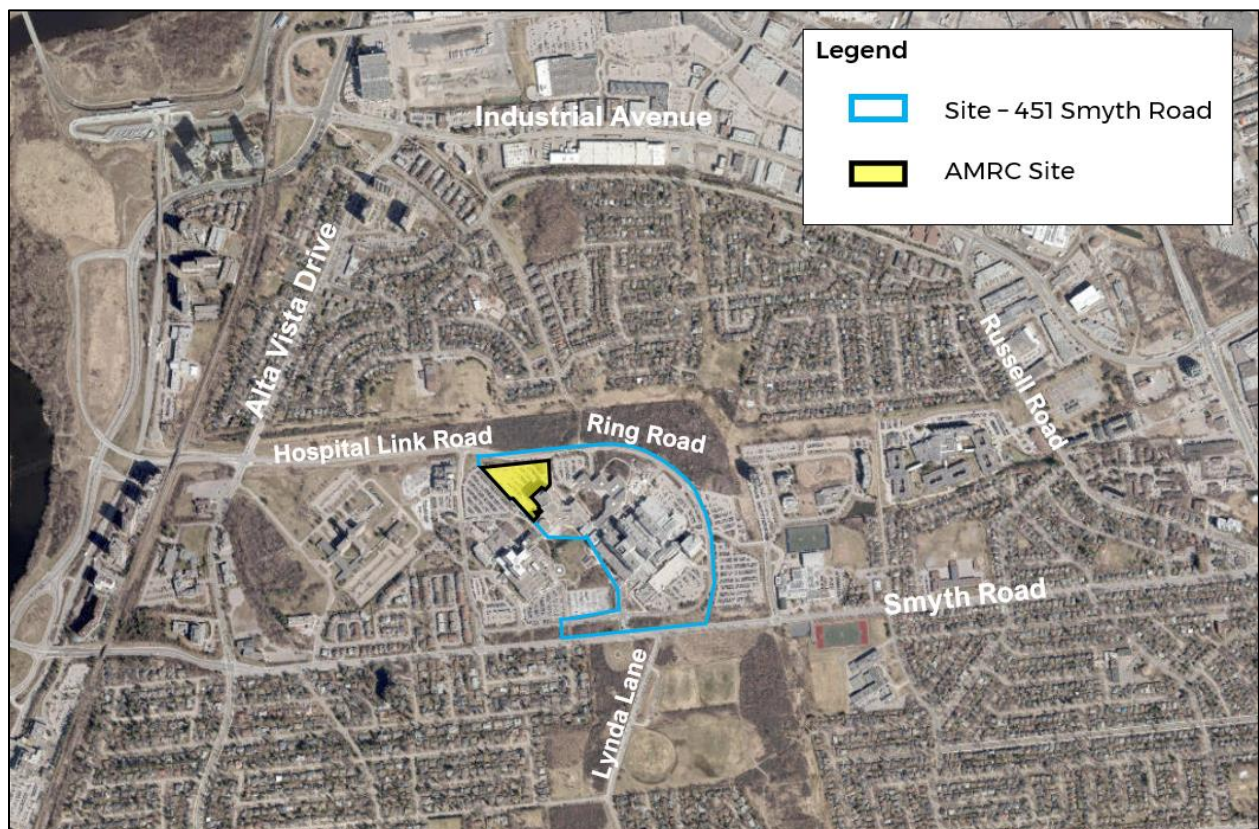 Legend
Site – 451 Smyth Road
AMRC Site
Industrial Avenue
Alta Vista Drive
Russell Road
Ring Road
Hospital Link Road
Smyth Road
Lynda Lane